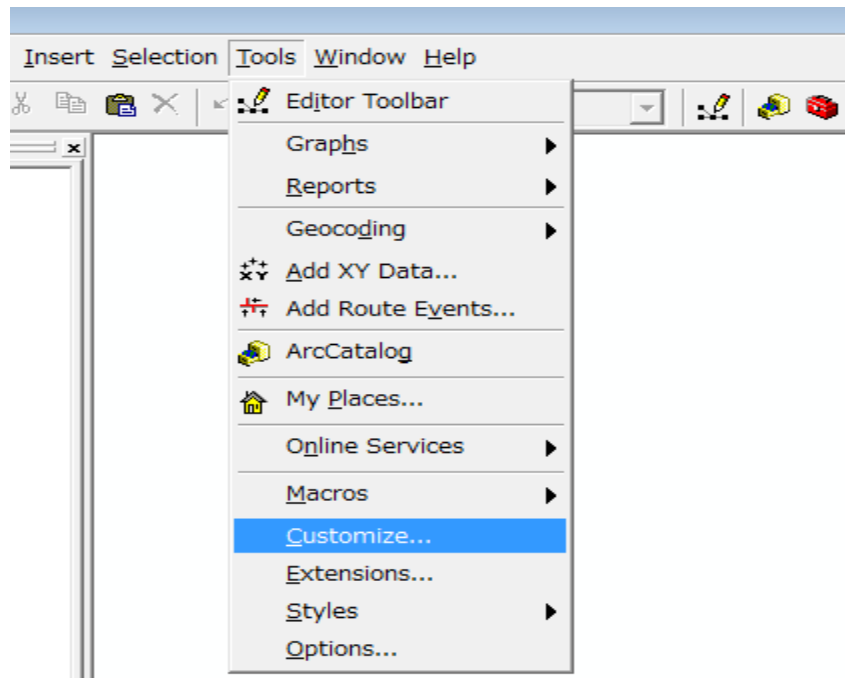 Insert Selection Tools Window Help
Editor Toolbar
Graphs
Reports
Geocoding
Add XY Data...
Add Route Events...
ArcCatalog
My Places...
Online Services
Macros
Customize...
Extensions...
Styles
Options...